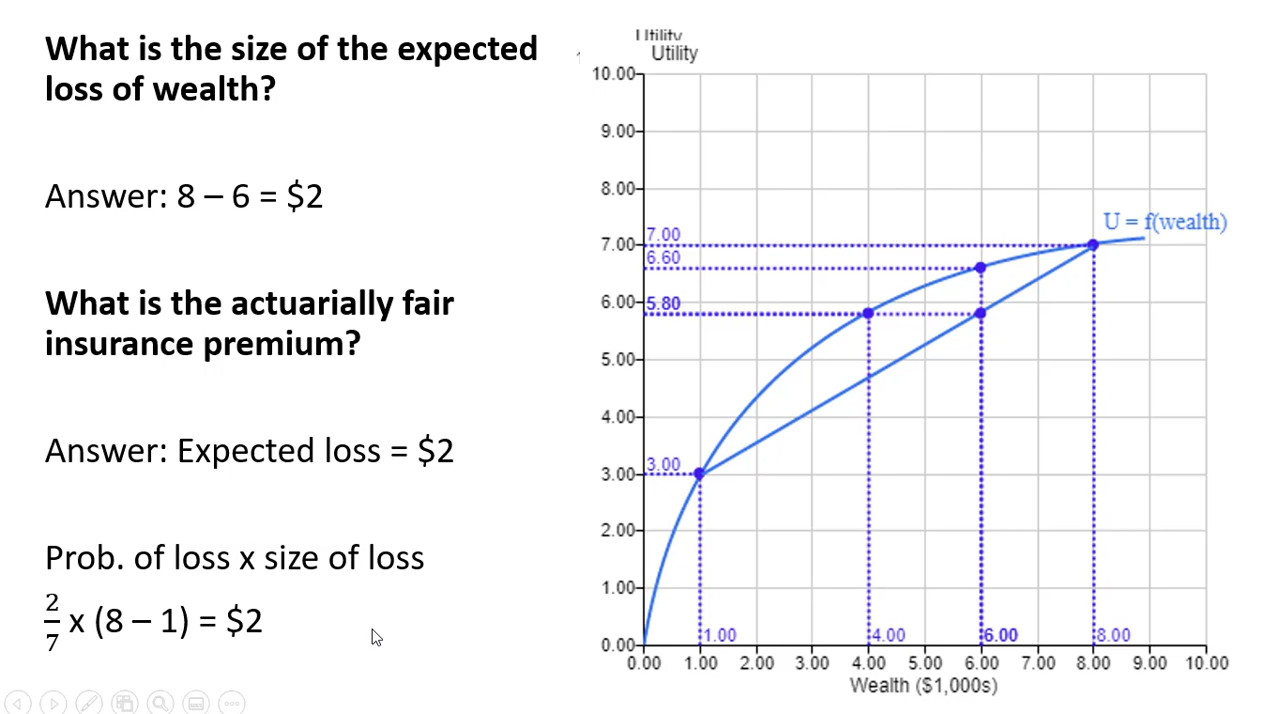 What is the size of the expected
loss of wealth?
Answer: 8 – 6 = $2
What is the actuarially fair
insurance premium?
Answer: Expected loss = $2
Prob. of loss x size of loss
2/7 x (8 – 1) = $2
Utility
Utility
10.00
9.00
8.00
7.00
6.00
5.00
4.00
3.00
2.00
1.00
0.00
7.00
6.60
5.80
3.00
U = f(wealth)
1.00
4.00
6.00
8.00
0.00 1.00 2.00 3.00 4.00 5.00 6.00 7.00 8.00 9.00 10.00
Wealth ($1,000s)